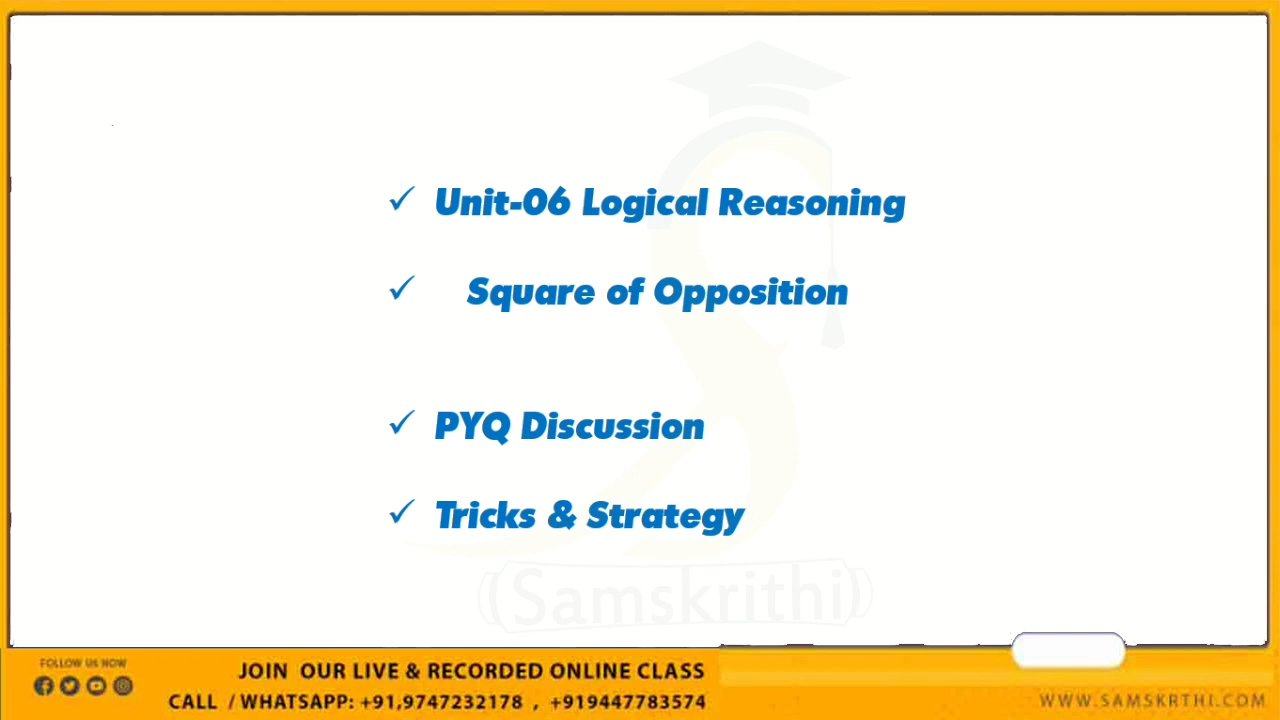 ✓ Unit-06 Logical Reasoning
✓ Square of Opposition
✓ PYQ Discussion
✓ Tricks & Strategy
(Samskrithi)
FOLLOW US NOW
JOIN OUR LIVE & RECORDED ONLINE CLASS
CALL / WHATSAPP: +91,9747232178 , +919447783574
WWW.SAMSKRTHI.COM